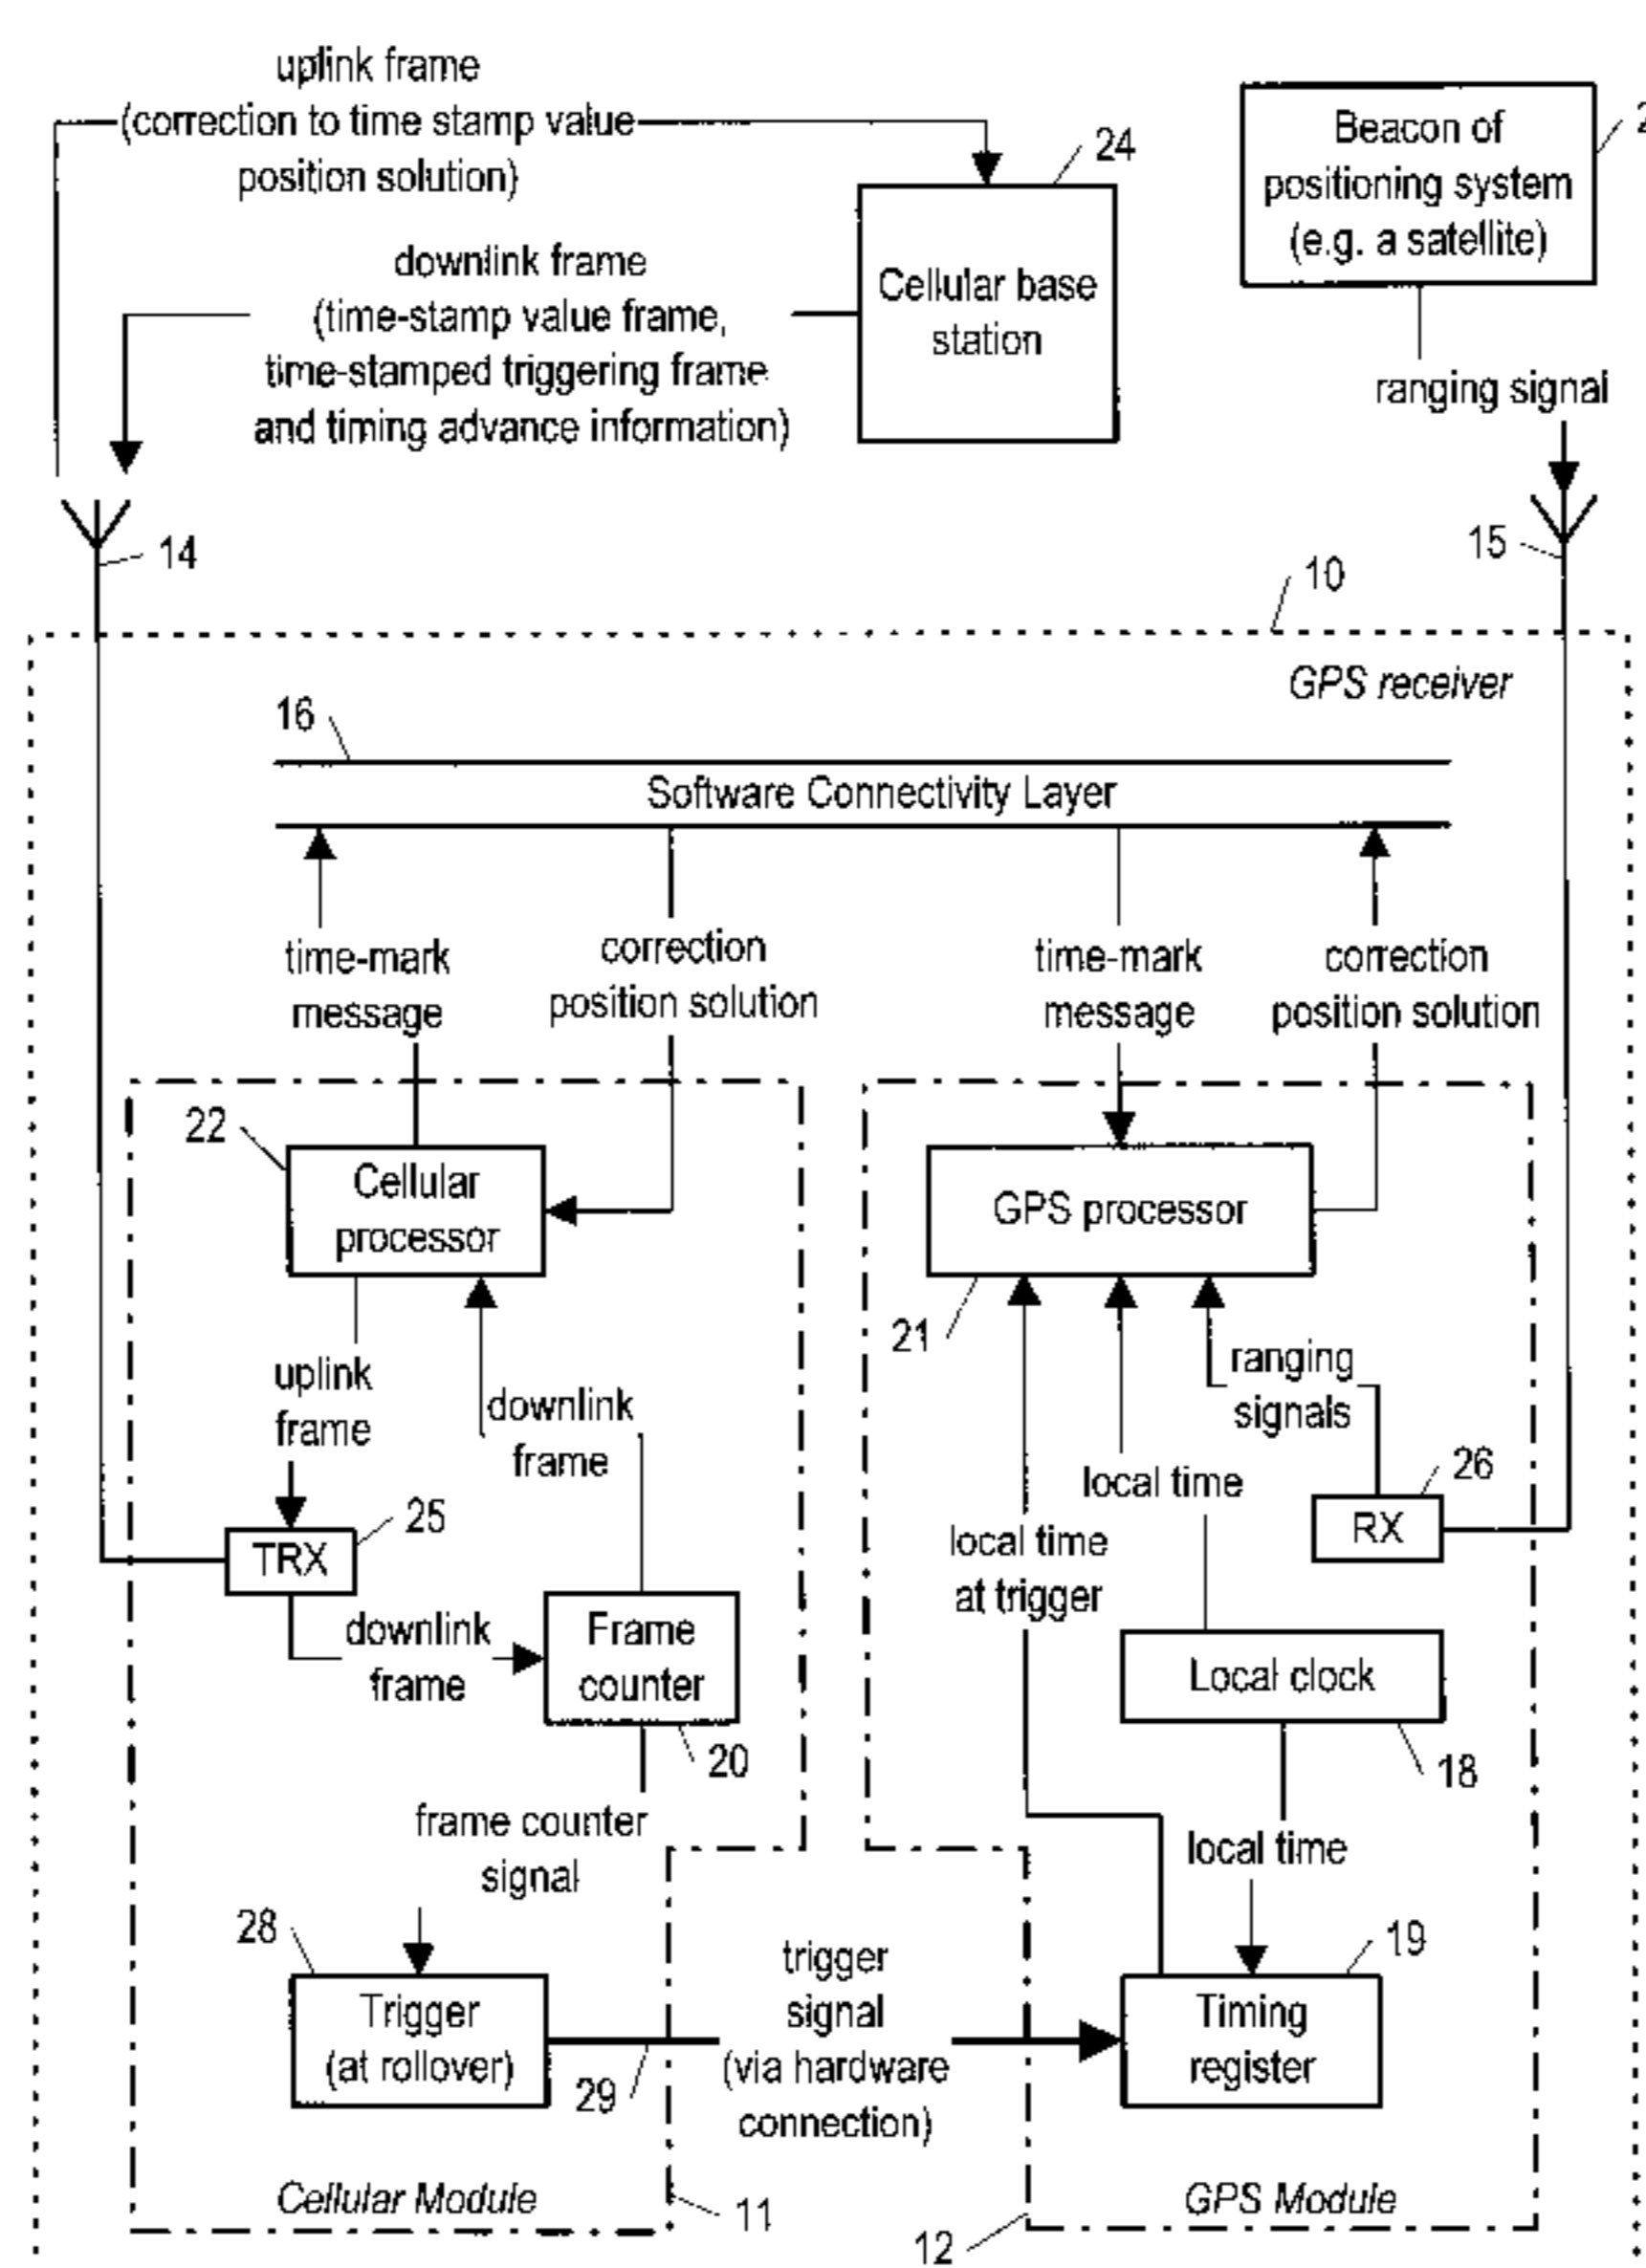 uplink frame
(correction to time stamp value
position solution)
24
Beacon of
positioning system
(e.g. a satellite)
downlink frame
(time-stamp value frame,
time-stamped triggering frame
and timing advance information)
Cellular base
station
ranging signal
14
15
10
GPS receiver
16
Software Connectivity Layer
time-mark
message
correction
position solution
time-mark
message
correction
position solution
22
Cellular
processor
GPS processor
21
uplink
frame
downlink
frame
ranging
signals
local time
26
RX
25
TRX
local time
at trigger
downlink
frame
Frame
counter
Local clock
20
18
frame counter
signal
local time
28
Trigger
(at rollover)
29
trigger
signal
(via hardware
connection)
19
Timing
register
Cellular Module
11
12
GPS Module